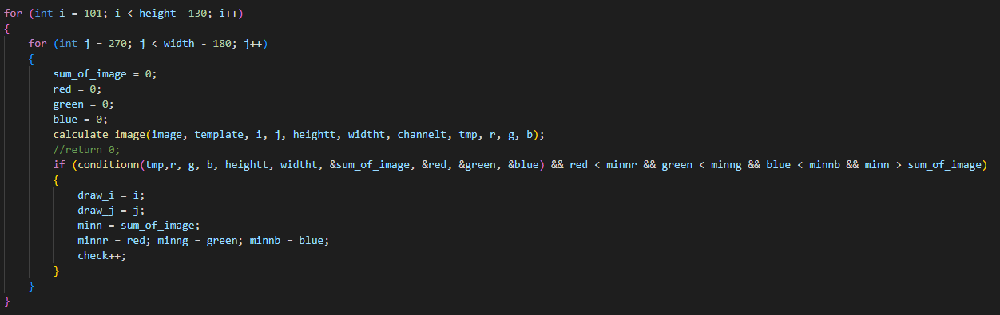 for (int i = 101; i < height -130; i++)
{
    for (int j = 270; j < width - 180; j++)
    {
        sum_of_image = 0;
        red = 0;
        green = 0;
        blue = 0;
        calculate_image(image, template, i, j, heightt, widtht, channelt, tmp, r, g, b);
        //return 0;
        if (conditionn(tmp,r, g, b, heightt, widtht, &sum_of_image, &red, &green, &blue) && red < minnr && green < minng && blue < minnb && minn > sum_of_image)
        {
            draw_i = i;
            draw_j = j;
            minn = sum_of_image;
            minnr = red; minng = green; minnb = blue;
            check++;
        }
    }
}